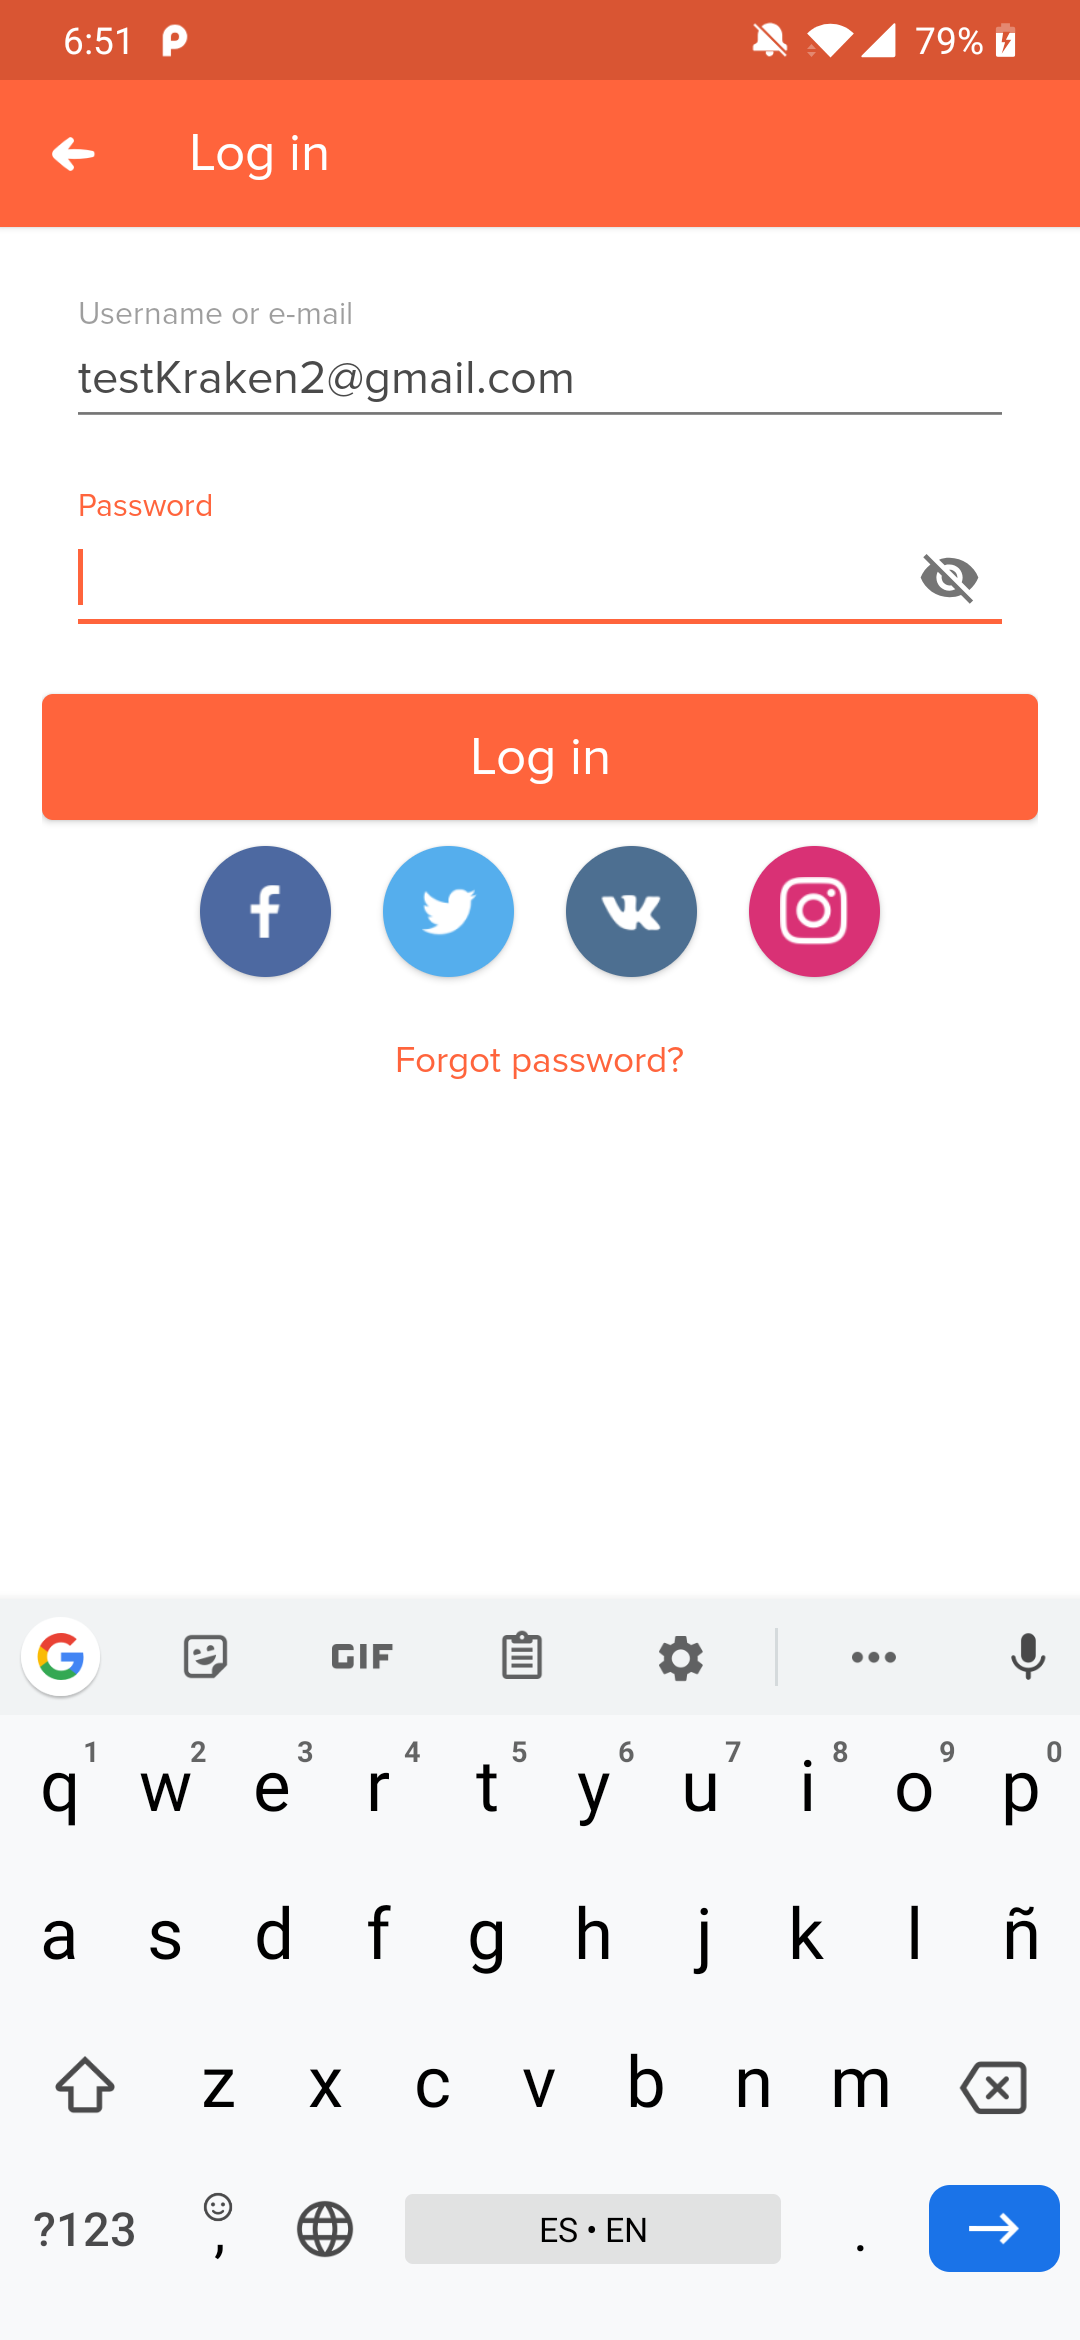 6:51 79%
Log in
Username or e-mail
testKraken2@gmail.com
Password
Log in
Forgot password?
GIF
1 2 3 4 5 6 7 8 9 0
q w e r t y u i o p
a s d f g h j k l ñ
z x c v b n m
?123 , ES • EN .